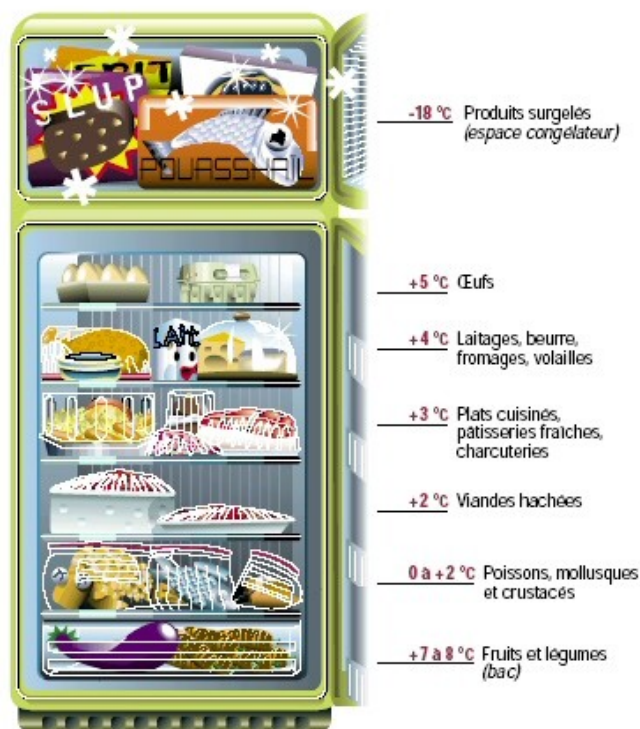 SLUP
POUASSKAIL
-18 °C Produits surgelés
(espace congélateur)
+5 °C Œufs
+4 °C Laitages, beurre,
fromages, volailles
LAit
+3 °C Plats cuisinés,
pâtisseries fraîches,
charcuteries
+2 °C Viandes hachées
0 à +2 °C Poissons, mollusques
et crustacés
+7 à 8 °C Fruits et légumes
(bac)